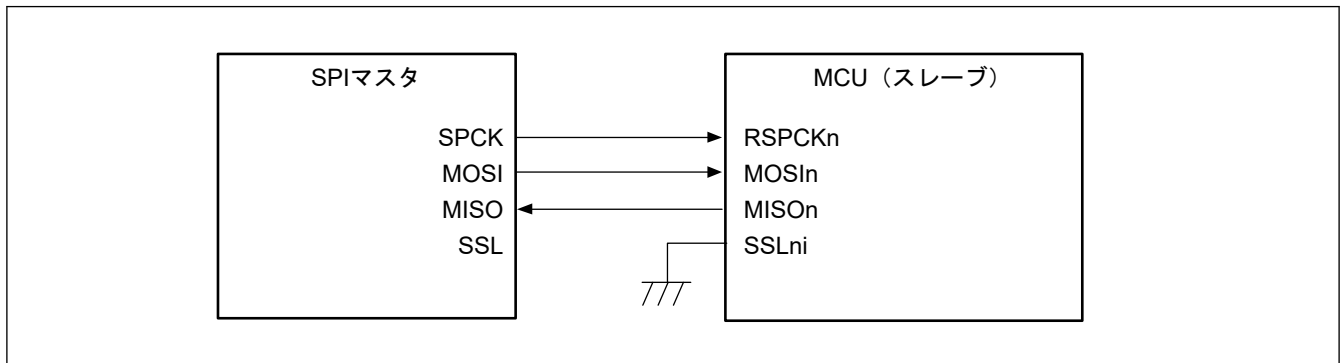 SPIマスタ
SPCK
MOSI
MISO
SSL
MCU（スレーブ）
RSPCKn
MOSIn
MISOn
SSLni